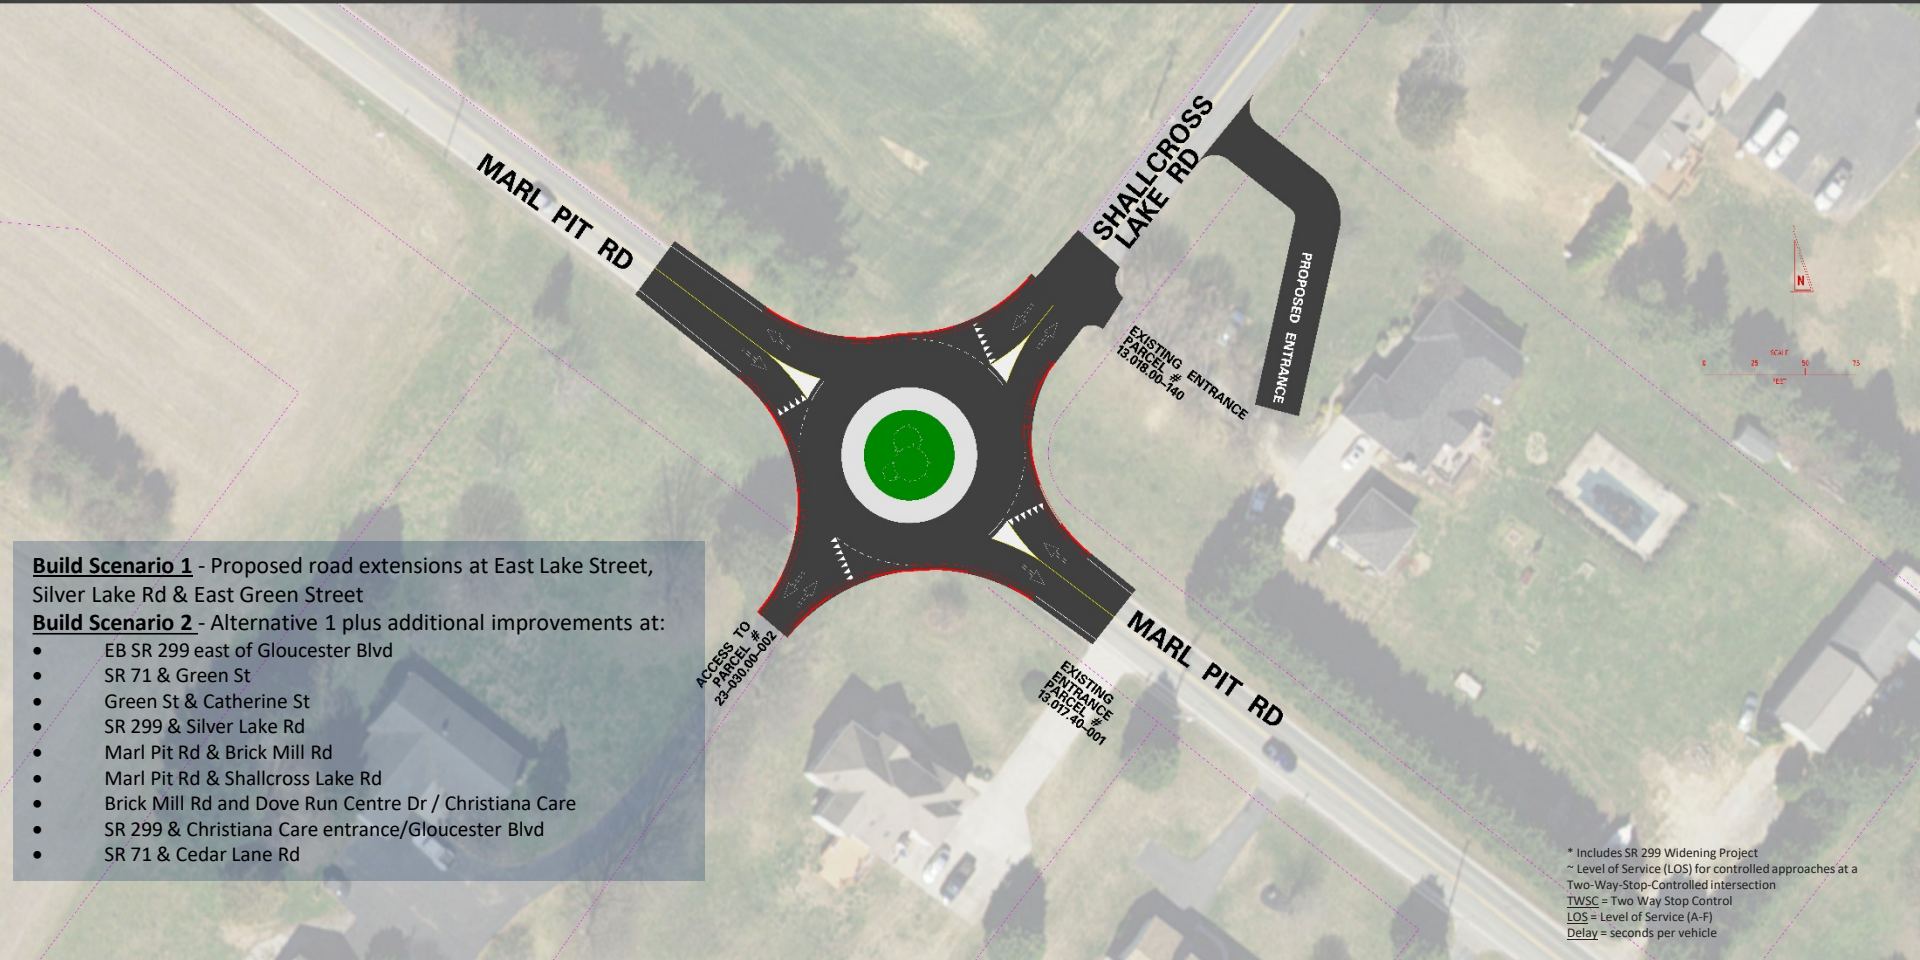 MARL PIT RD
SHALLCROSS
LAKE RD
PROPOSED ENTRANCE
N
SCALE
0 25 50 75
FEET
EXISTING ENTRANCE
PARCEL #
13.018.00-140
Build Scenario 1 - Proposed road extensions at East Lake Street,
Silver Lake Rd & East Green Street
Build Scenario 2 - Alternative 1 plus additional improvements at:
• EB SR 299 east of Gloucester Blvd
• SR 71 & Green St
• Green St & Catherine St
• SR 299 & Silver Lake Rd
• Marl Pit Rd & Brick Mill Rd
• Marl Pit Rd & Shallcross Lake Rd
• Brick Mill Rd and Dove Run Centre Dr / Christiana Care
• SR 299 & Christiana Care entrance/Gloucester Blvd
• SR 71 & Cedar Lane Rd
ACCESS TO
PARCEL #
23-030.00-002
EXISTING
ENTRANCE
PARCEL #
13.017.40-001
MARL PIT RD
* Includes SR 299 Widening Project
~ Level of Service (LOS) for controlled approaches at a
Two-Way-Stop-Controlled intersection
TWSC = Two Way Stop Control
LOS = Level of Service (A-F)
Delay = seconds per vehicle